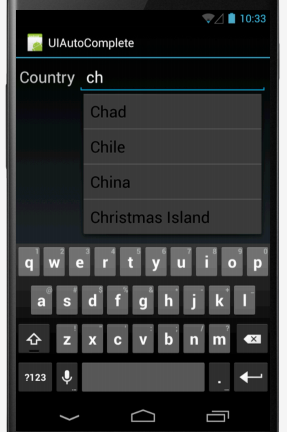 10:33
UIAutoComplete
Country ch
Chad
Chile
China
Christmas Island
q w e r t y u i o p
a s d f g h j k l
z x c v b n m
?123 .